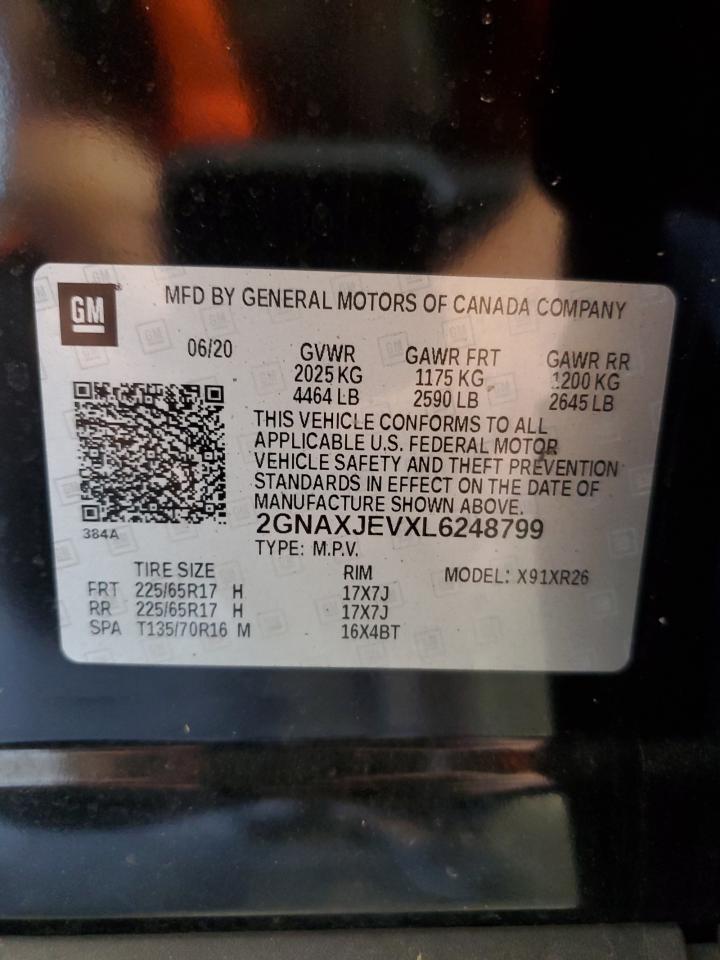 GM
MFD BY GENERAL MOTORS OF CANADA COMPANY
06/20
GVWR GAWR FRT GAWR RR
2025 KG 1175 KG 1200 KG
4464 LB 2590 LB 2645 LB
THIS VEHICLE CONFORMS TO ALL
APPLICABLE U.S. FEDERAL MOTOR
VEHICLE SAFETY AND THEFT PREVENTION
STANDARDS IN EFFECT ON THE DATE OF
MANUFACTURE SHOWN ABOVE.
384A
2GNAXJEVXL6248799
TYPE: M.P.V.
TIRE SIZE RIM MODEL: X91XR26
FRT 225/65R17 H 17X7J
RR 225/65R17 H 17X7J
SPA T135/70R16 M 16X4BT